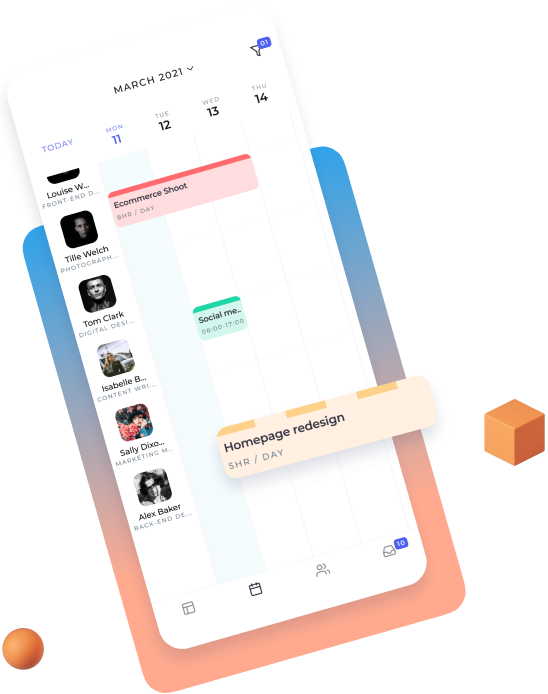 01
MARCH 2021
TODAY
MON
11
TUE
12
WED
13
THU
14
Louise W...
FRONT-END D...
Ecommerce Shoot
8HR / DAY
Tille Welch
PHOTOGRAPH...
Tom Clark
DIGITAL DESI...
Social me..
08:00-17:00
Isabelle B...
CONTENT WRI...
Sally Dixo...
MARKETING M..
Homepage redesign
5HR / DAY
Alex Baker
BACK-END DE...
10